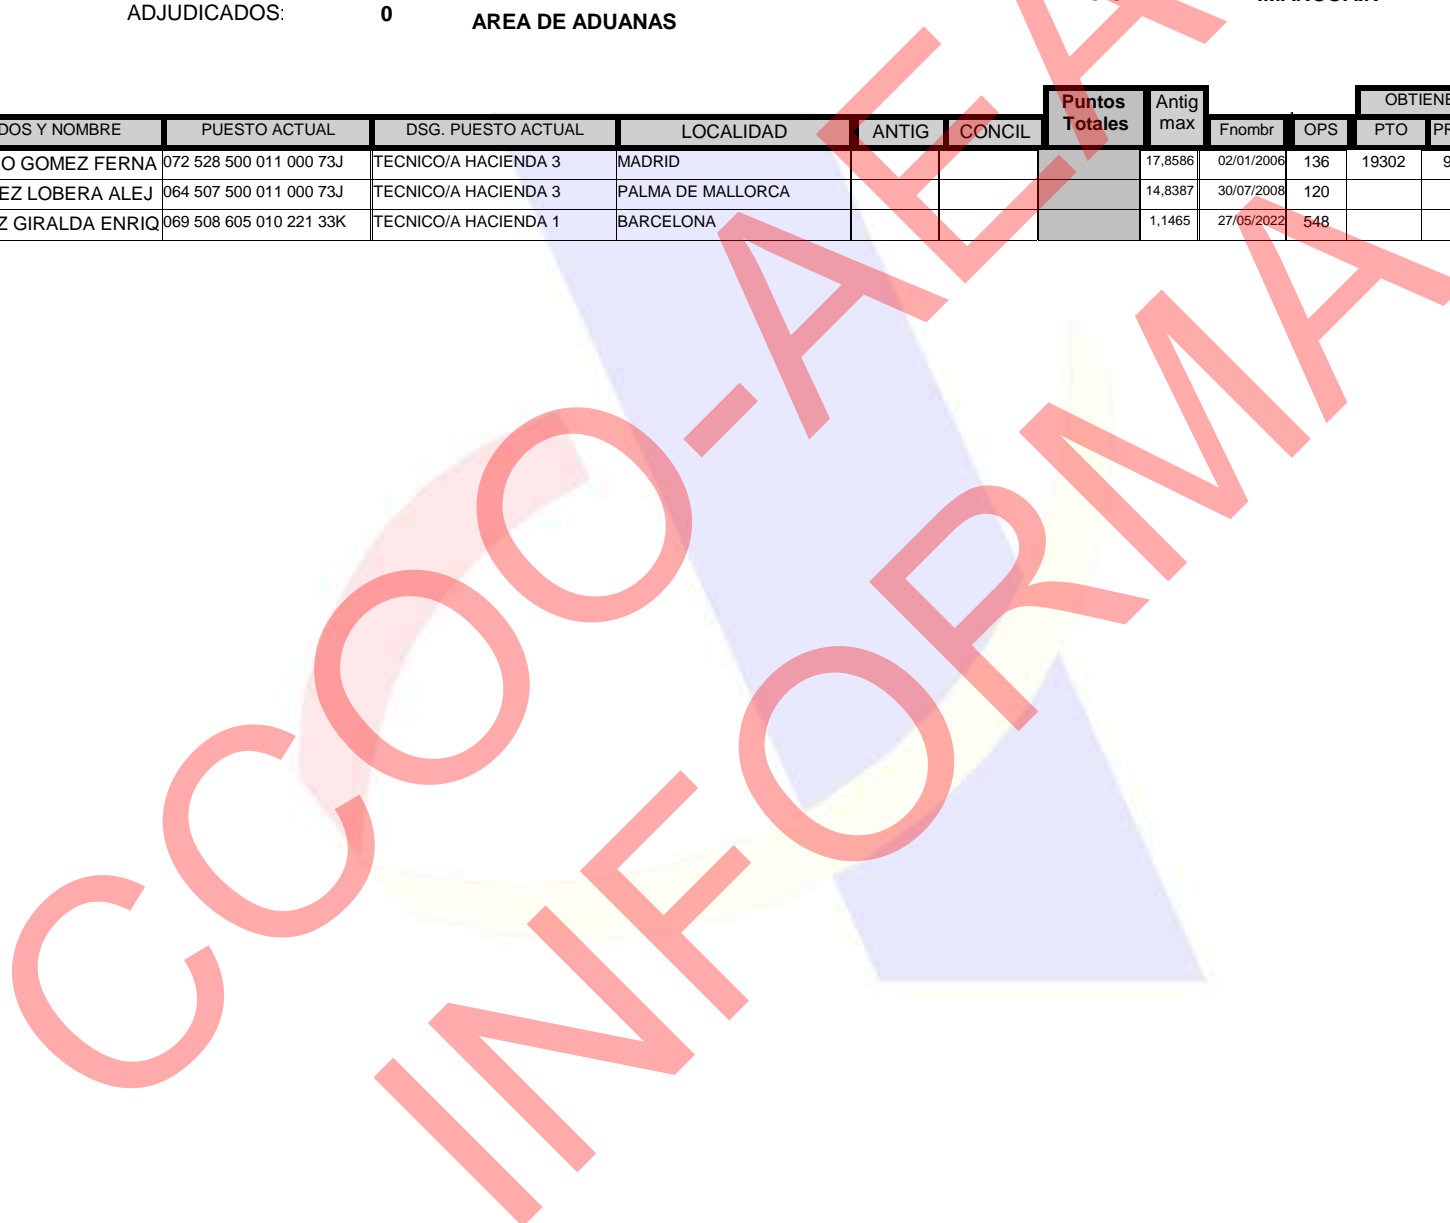 ADJUDICADOS: 0 AREA DE ADUANAS
Puntos Totales Antig max OBTIENE
DOS Y NOMBRE PUESTO ACTUAL DSG. PUESTO ACTUAL LOCALIDAD ANTIG CONCIL Fnombr OPS PTO PR
O GOMEZ FERNA 072 528 500 011 000 73J TECNICO/A HACIENDA 3 MADRID 17,8586 02/01/2006 136 19302 9
EZ LOBERA ALEJ 064 507 500 011 000 73J TECNICO/A HACIENDA 3 PALMA DE MALLORCA 14,8387 30/07/2008 120
Z GIRALDA ENRIQ 069 508 605 010 221 33K TECNICO/A HACIENDA 1 BARCELONA 1,1465 27/05/2022 548
CCOO-AEA
INFORMA